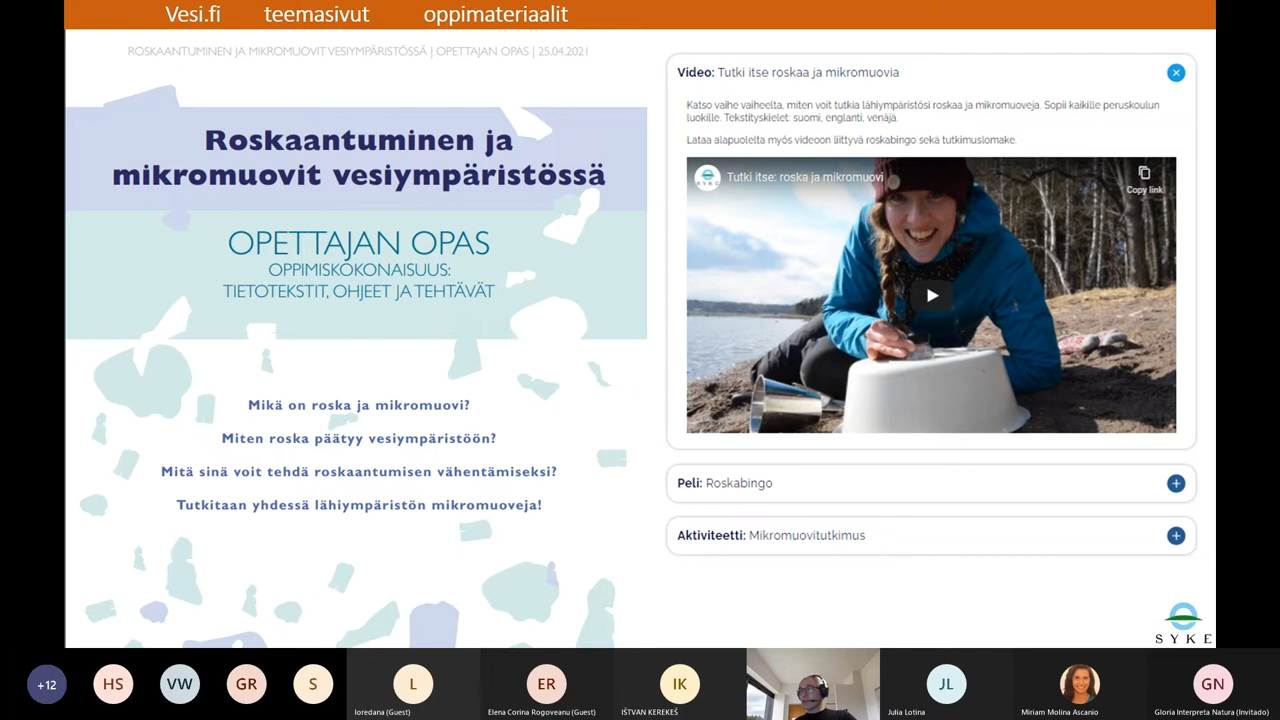 Vesi.fi teemasivut oppimateriaalit
ROSKAANTUMINEN JA MIKROMUOVIT VESIYMPÄRISTÖSSÄ | OPETTAJAN OPAS | 25.04.2021
Roskaantuminen ja
mikromuovit vesiympäristössä
OPETTAJAN OPAS
OPPIMISKOKONAISUUS:
TIETOTEKSTIT, OHJEET JA TEHTÄVÄT
Mikä on roska ja mikromuovi?
Miten roska päätyy vesiympäristöön?
Mitä sinä voit tehdä roskaantumisen vähentämiseksi?
Tutkitaan yhdessä lähiympäristön mikromuoveja!
Video: Tutki itse roskaa ja mikromuovia
Katso vaihe vaiheelta, miten voit tutkia lähiympäristösi roskaa ja mikromuoveja. Sopii kaikille peruskoulun
luokille. Tekstityskielet: suomi, englanti, venäjä.
Lataa alapuolelta myös videoon liittyvä roskabingo sekä tutkimuslomake.
SYKE
Tutki itse: roska ja mikromuovi
Copy link
Peli: Roskabingo
Aktiviteetti: Mikromuovitutkimus
SYKE
+12
HS
VW
GR
S
L
loredana (Guest)
ER
Elena Corina Rogoveanu (Guest)
IK
IŠTVAN KEREKEŠ
JL
Julia Lotina
Miriam Molina Ascanio
GN
Gloria Interpreta Natura (Invitado)